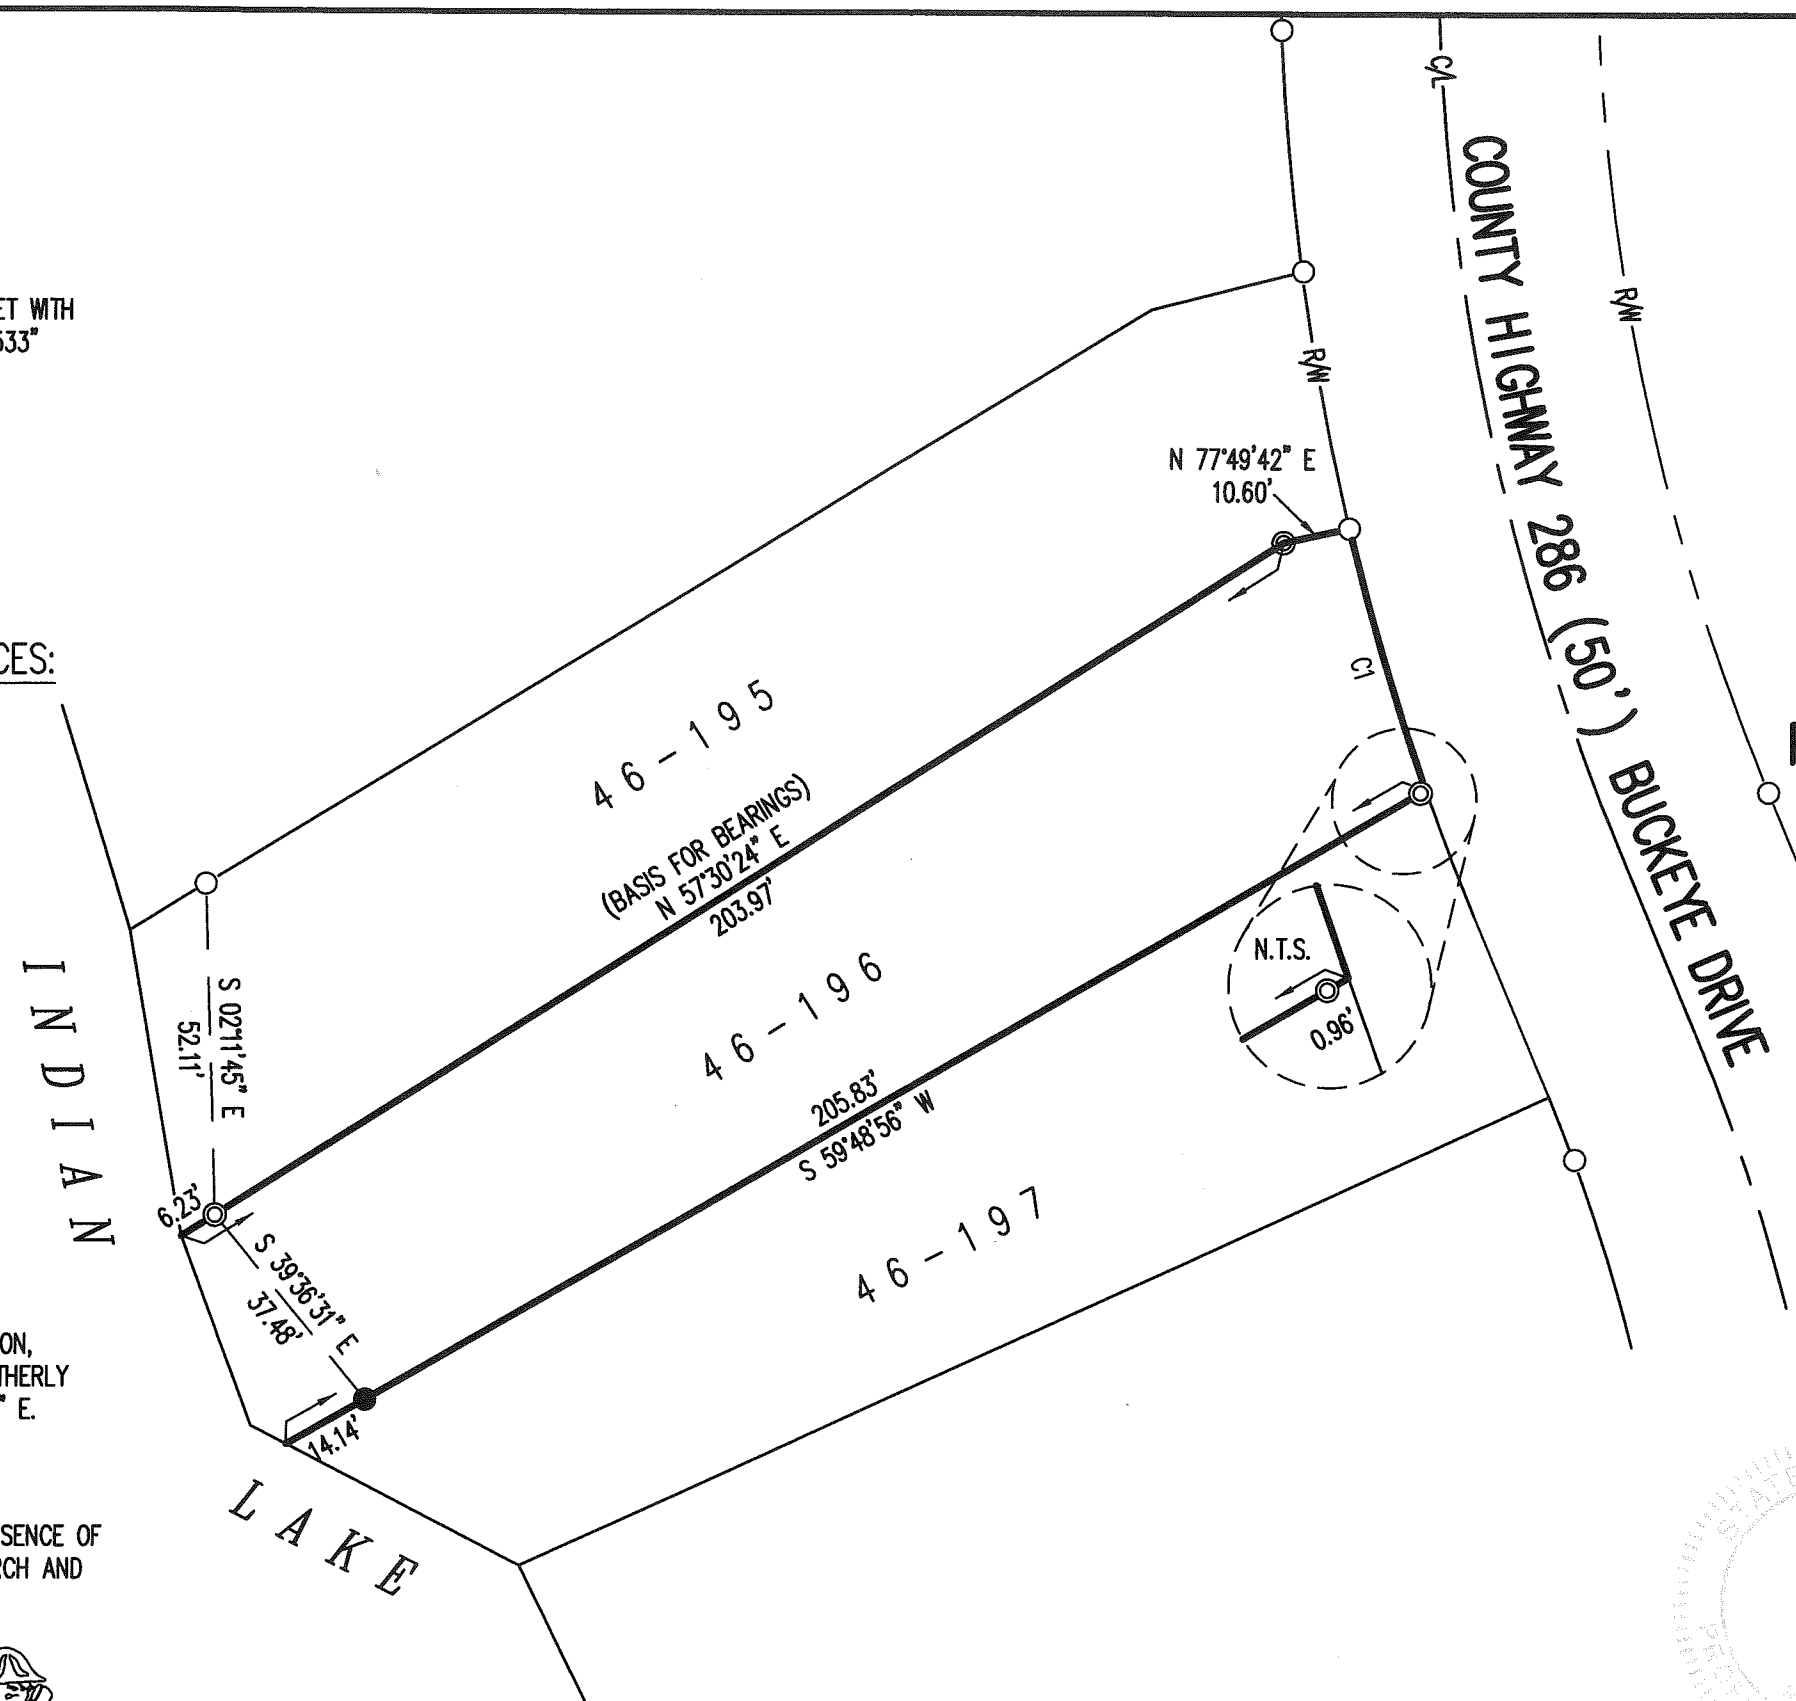 C/L
COUNTY HIGHWAY 286 (50') BUCKEYE DRIVE
R/W
R/W
ET WITH
533"
N 77°49'42" E
10.60'
CES:
C1
46-195
(BASIS FOR BEARINGS)
N 57°30'24" E
203.97'
46-196
N.T.S.
0.96'
S 02°11'45" E
52.11'
205.83'
S 59°48'56" W
46-197
6.23'
S 39°36'31" E
37.48'
14.14'
INDIAN
LAKE
ON,
THERLY
" E.
SENCE OF
RCH AND
STATE